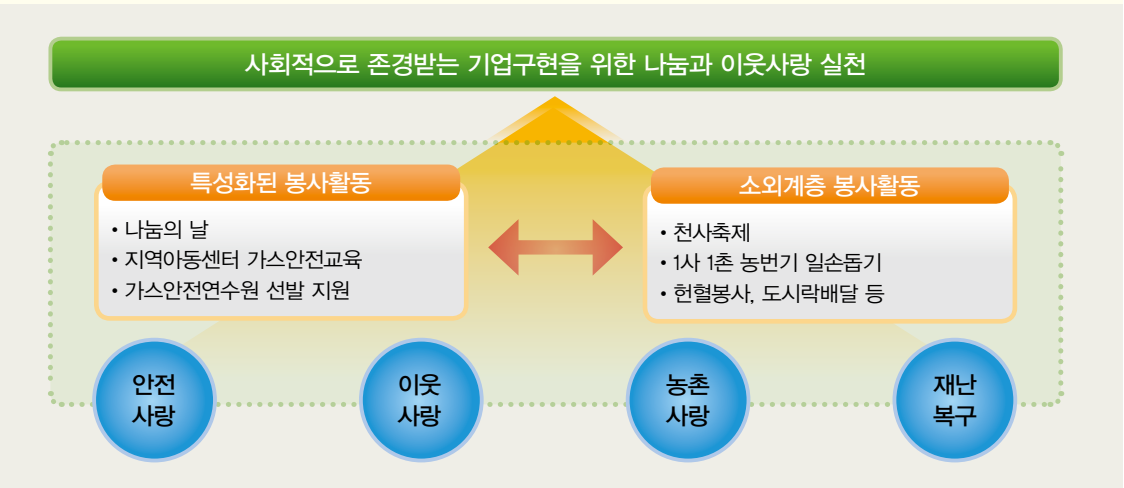 사회적으로 존경받는 기업구현을 위한 나눔과 이웃사랑 실천
특성화된 봉사활동
• 나눔의 날
• 지역아동센터 가스안전교육
• 가스안전연수원 선발 지원
소외계층 봉사활동
• 천사축제
• 1사 1촌 농번기 일손돕기
• 헌혈봉사, 도시락배달 등
안전
사랑
이웃
사랑
농촌
사랑
재난
복구